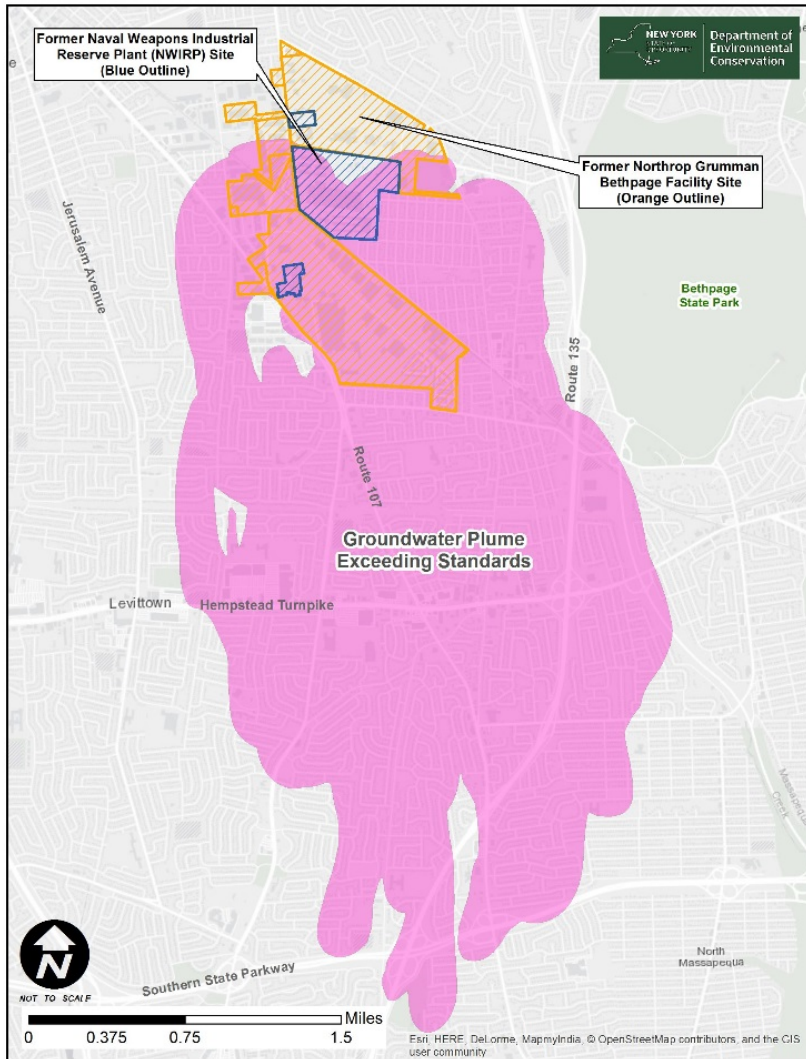 Former Naval Weapons Industrial
Reserve Plant (NWIRP) Site
(Blue Outline)
NEW YORK
Department of
Environmental
Conservation
Former Northrop Grumman
Bethpage Facility Site
(Orange Outline)
Jerusalem Avenue
Bethpage
State Park
Route 135
Route 107
Groundwater Plume
Exceeding Standards
Levittown
Hempstead Turnpike
Massapequa
Creek
N
NOT TO SCALE
Southern State Parkway
North
Massapequa
Miles
0 0.375 0.75 1.5
Esri, HERE, DeLorme, MapmyIndia, © OpenStreetMap contributors, and the GIS
user community